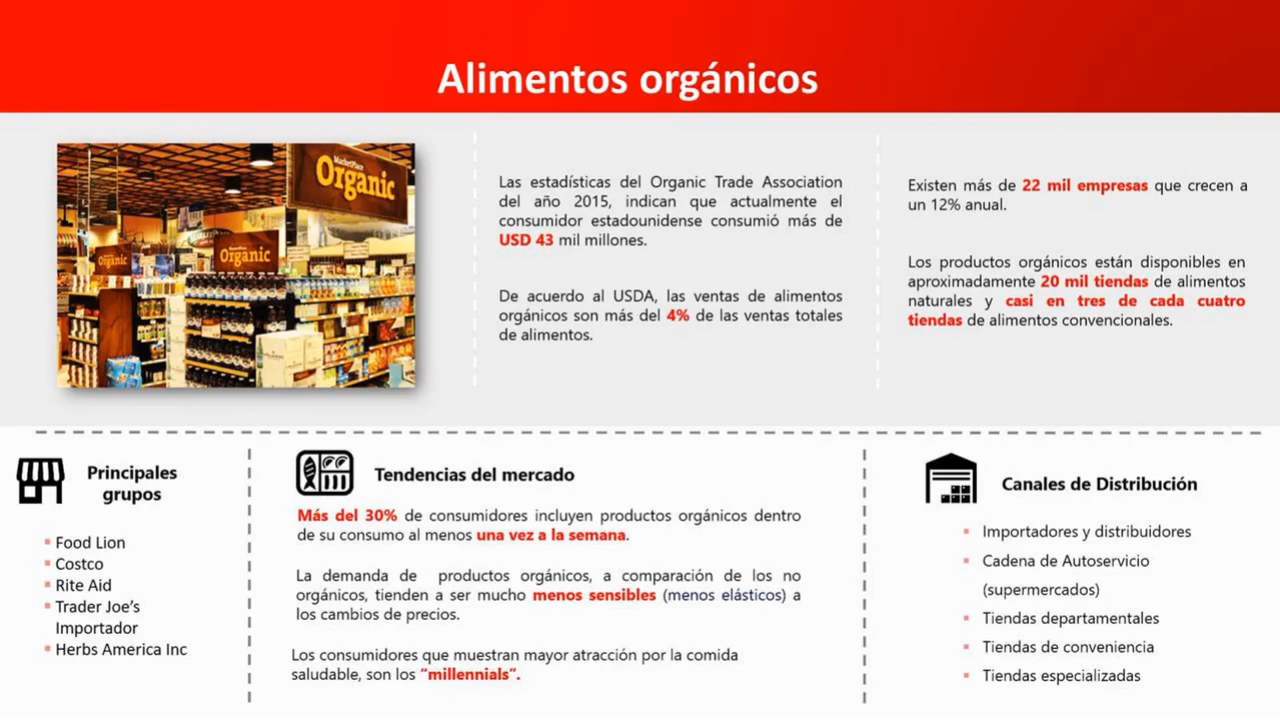 Alimentos orgánicos
MarketPlace
Organic
Organic
Organic
Las estadísticas del Organic Trade Association
del año 2015, indican que actualmente el
consumidor estadounidense consumió más de
USD 43 mil millones.
De acuerdo al USDA, las ventas de alimentos
orgánicos son más del 4% de las ventas totales
de alimentos.
Existen más de 22 mil empresas que crecen a
un 12% anual.
Los productos orgánicos están disponibles en
aproximadamente 20 mil tiendas de alimentos
naturales y casi en tres de cada cuatro
tiendas de alimentos convencionales.
Principales
grupos
Food Lion
Costco
Rite Aid
Trader Joe's
Importador
Herbs America Inc
Tendencias del mercado
Más del 30% de consumidores incluyen productos orgánicos dentro
de su consumo al menos una vez a la semana.
La demanda de productos orgánicos, a comparación de los no
orgánicos, tienden a ser mucho menos sensibles (menos elásticos) a
los cambios de precios.
Los consumidores que muestran mayor atracción por la comida
saludable, son los "millennials".
Canales de Distribución
Importadores y distribuidores
Cadena de Autoservicio
(supermercados)
Tiendas departamentales
Tiendas de conveniencia
Tiendas especializadas